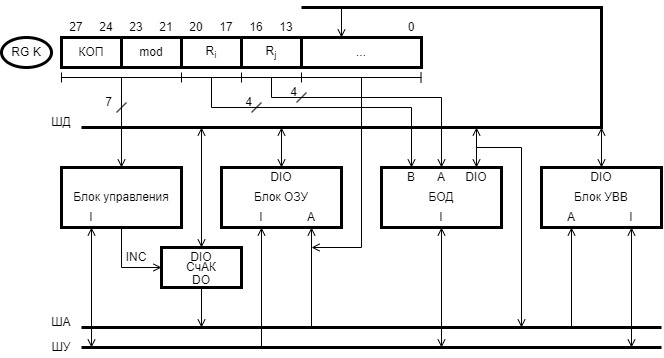 27 24 23 21 20 17 16 13 0
RG K КОП mod Ri Rj ...
7 4 4
ШД
DIO B A DIO DIO
Блок управления Блок ОЗУ БОД Блок УВВ
I I A I A I
INC DIO
СчАК
DO
ША
ШУ